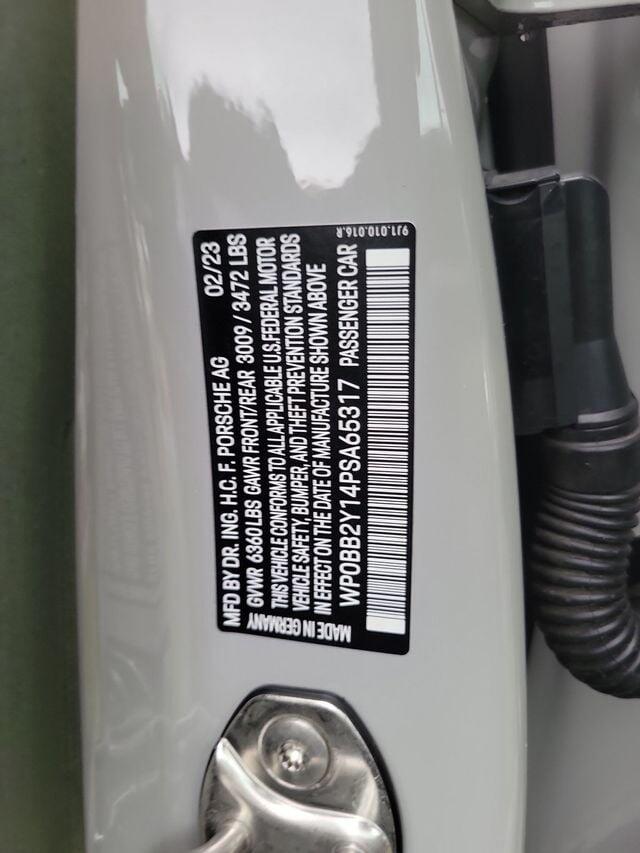 9J1.010.016.R
MFD BY DR. ING. H.C. F. PORSCHE AG 02/23
GVWR 6360 LBS GAWR FRONT/REAR 3009 / 3472 LBS
THIS VEHICLE CONFORMS TO ALL APPLICABLE U.S. FEDERAL MOTOR
VEHICLE SAFETY, BUMPER, AND THEFT PREVENTION STANDARDS
IN EFFECT ON THE DATE OF MANUFACTURE SHOWN ABOVE
WP0BB2Y14PSA65317 PASSENGER CAR
MADE IN GERMANY